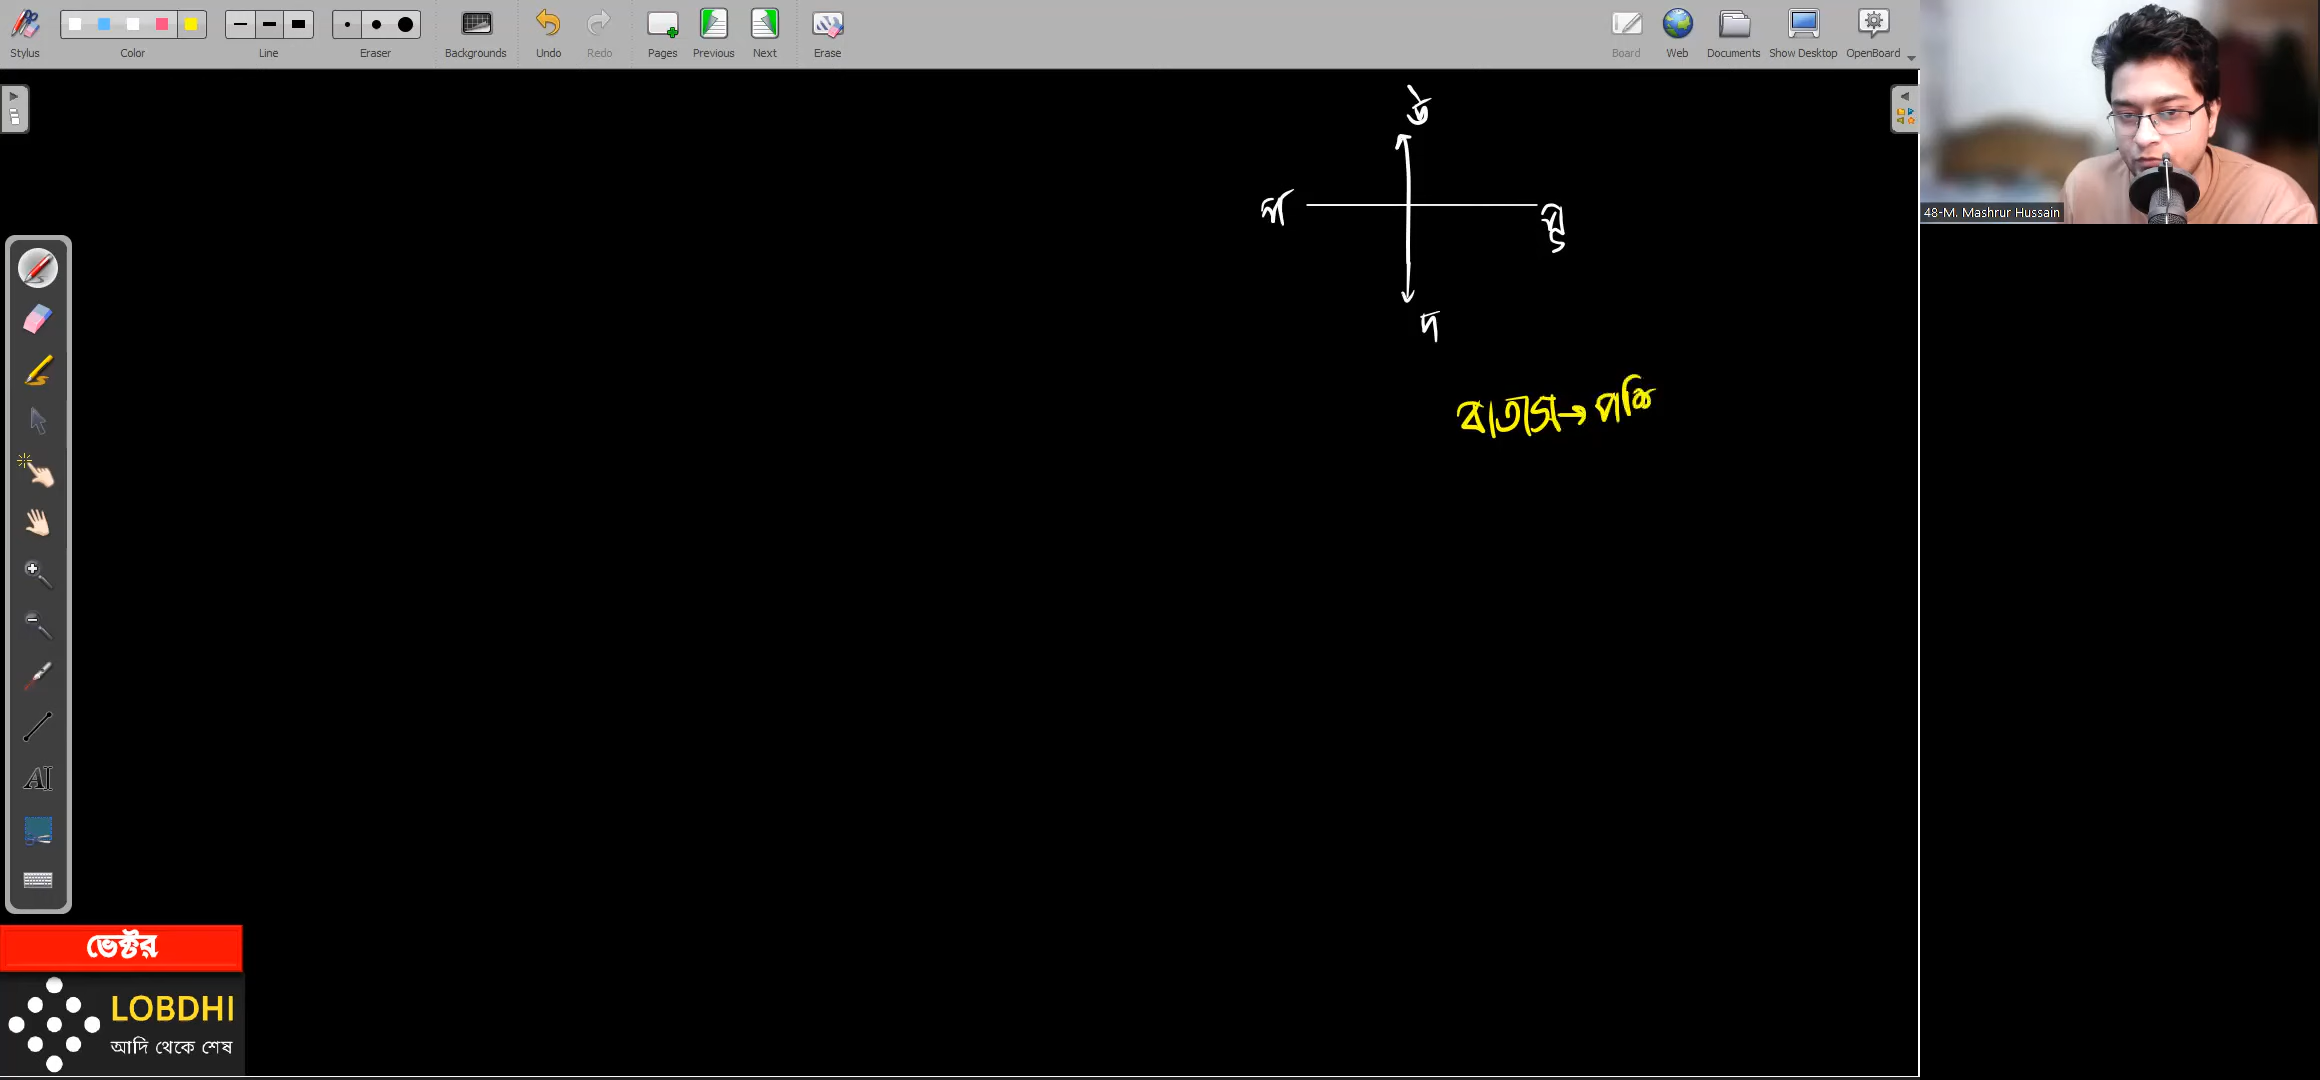 Stylus
Color
Line
Eraser
Backgrounds
Undo
Redo
Pages
Previous
Next
Erase
Board
Web
Documents
Show Desktop
OpenBoard
48-M. Mashrur Hussain
উ
প
পূ
দ
বাতাস → পশ্চি
ভেক্টর
LOBDHI
আদি থেকে শেষ